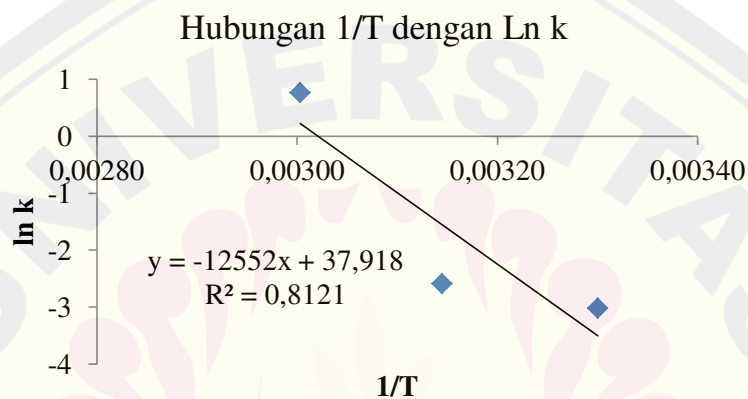 Hubungan 1/T dengan Ln k
1
0
0,00280 0,00300 0,00320 0,00340
-1
-2
-3
-4
ln k
y = -12552x + 37,918
R² = 0,8121
1/T
UNIVERSITAS